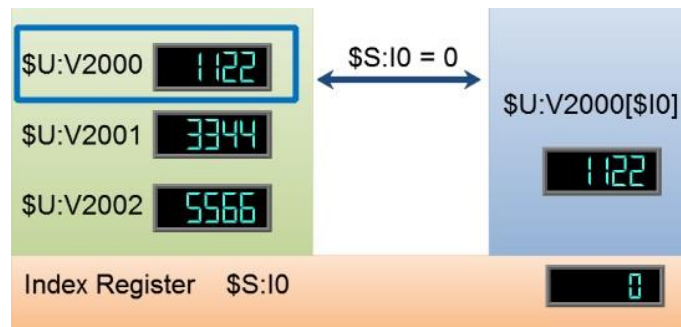 $U:V2000 1122
$S:I0 = 0
$U:V2000[$I0]
$U:V2001 3344
1122
$U:V2002 5566
Index Register $S:I0 0